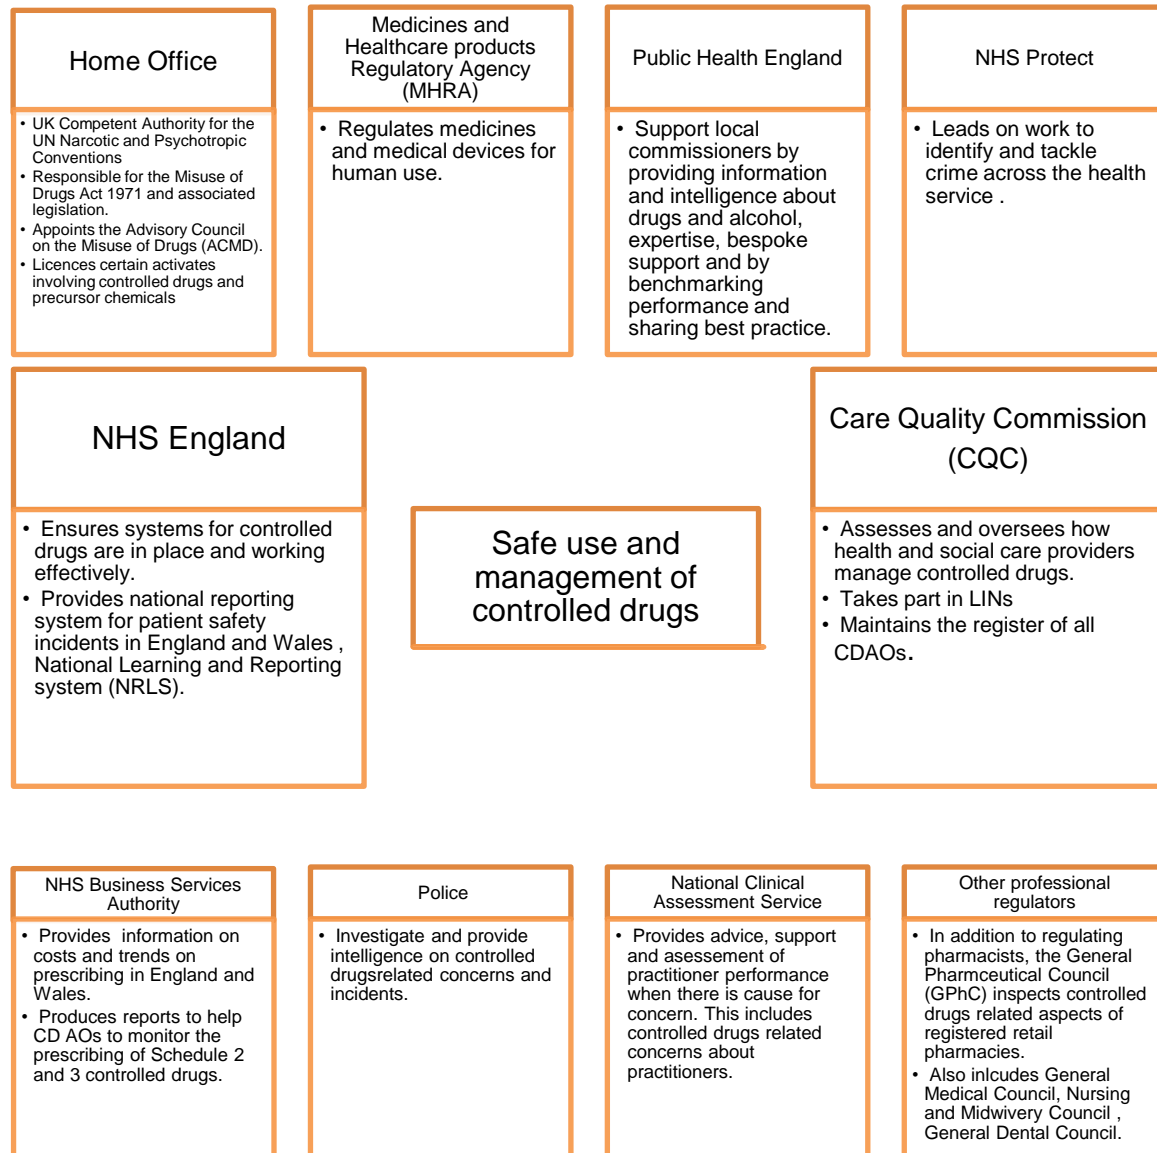 Home Office
• UK Competent Authority for the
UN Narcotic and Psychotropic
Conventions
• Responsible for the Misuse of
Drugs Act 1971 and associated
legislation.
• Appoints the Advisory Council
on the Misuse of Drugs (ACMD).
• Licences certain activates
involving controlled drugs and
precursor chemicals
Medicines and
Healthcare products
Regulatory Agency
(MHRA)
• Regulates medicines
and medical devices for
human use.
Public Health England
• Support local
commissioners by
providing information
and intelligence about
drugs and alcohol,
expertise, bespoke
support and by
benchmarking
performance and
sharing best practice.
NHS Protect
• Leads on work to
identify and tackle
crime across the health
service .
NHS England
• Ensures systems for controlled
drugs are in place and working
effectively.
• Provides national reporting
system for patient safety
incidents in England and Wales ,
National Learning and Reporting
system (NRLS).
Safe use and
management of
controlled drugs
Care Quality Commission
(CQC)
• Assesses and oversees how
health and social care providers
manage controlled drugs.
• Takes part in LINs
• Maintains the register of all
CDAOs.
NHS Business Services
Authority
• Provides information on
costs and trends on
prescribing in England and
Wales.
• Produces reports to help
CD AOs to monitor the
prescribing of Schedule 2
and 3 controlled drugs.
Police
• Investigate and provide
intelligence on controlled
drugsrelated concerns and
incidents.
National Clinical
Assessment Service
• Provides advice, support
and asessement of
practitioner performance
when there is cause for
concern. This includes
controlled drugs related
concerns about
practitioners.
Other professional
regulators
• In addition to regulating
pharmacists, the General
Pharmceutical Council
(GPhC) inspects controlled
drugs related aspects of
registered retail
pharmacies.
• Also inlcudes General
Medical Council, Nursing
and Midwivery Council ,
General Dental Council.